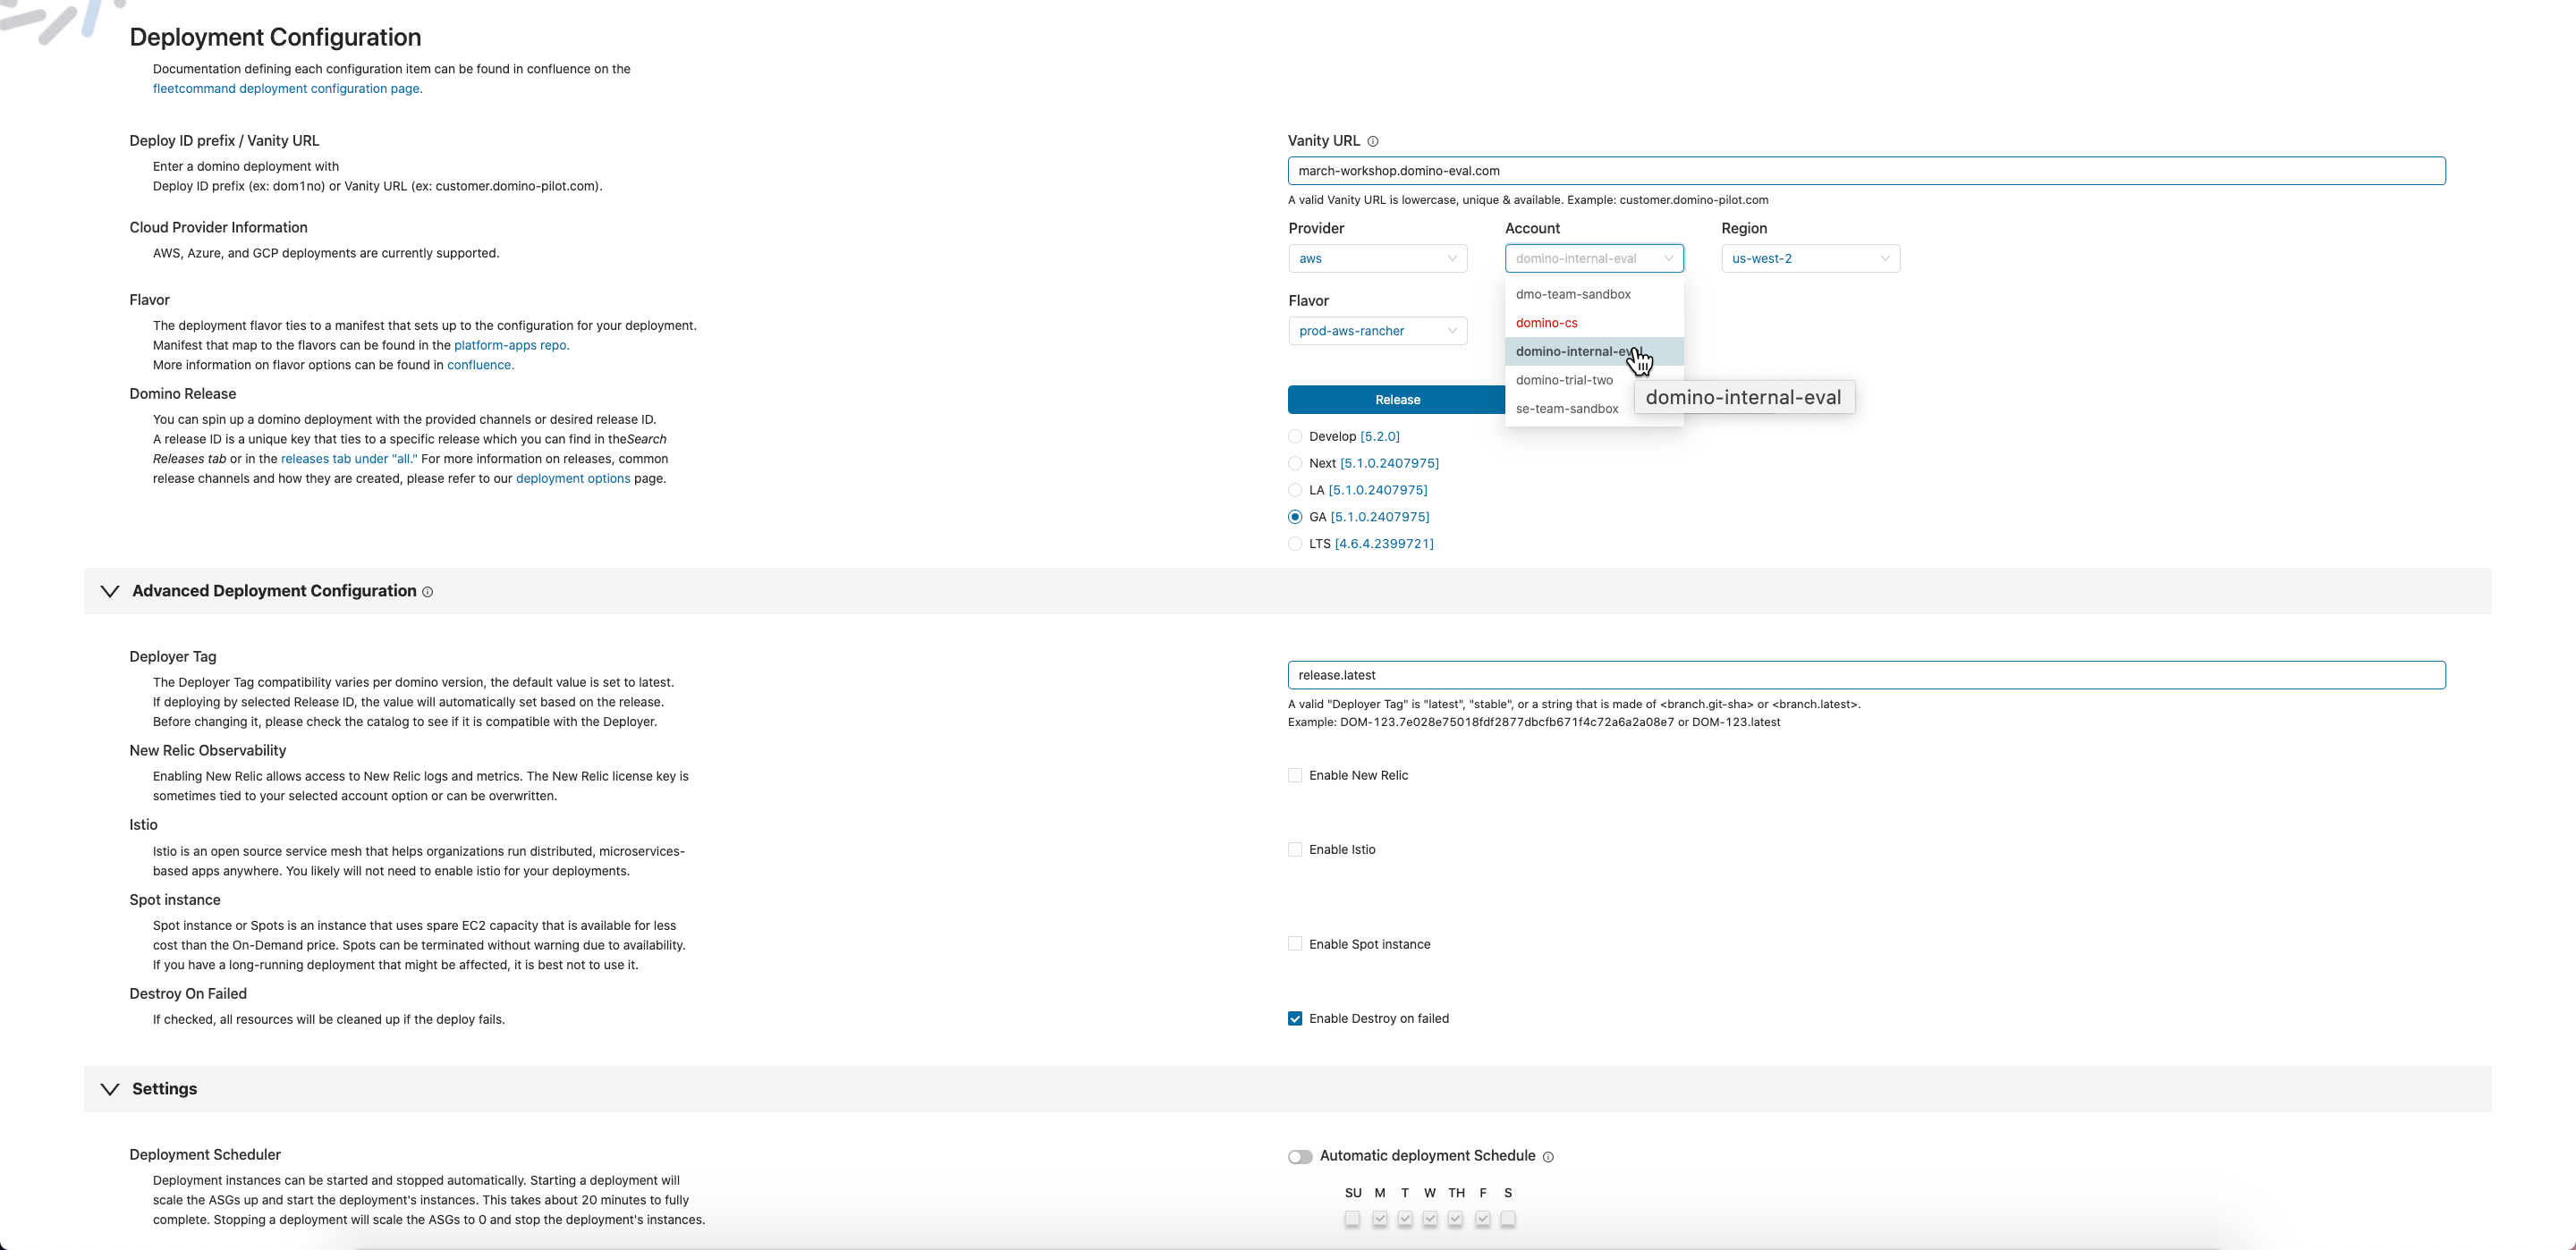 Deployment Configuration
Documentation defining each configuration item can be found in confluence on the
fleetcommand deployment configuration page.
Deploy ID prefix / Vanity URL
Enter a domino deployment with
Deploy ID prefix (ex: dom1no) or Vanity URL (ex: customer.domino-pilot.com).
Vanity URL
march-workshop.domino-eval.com
A valid Vanity URL is lowercase, unique & available. Example: customer.domino-pilot.com
Cloud Provider Information
AWS, Azure, and GCP deployments are currently supported.
Provider
aws
Account
domino-internal-eval
Region
us-west-2
dmo-team-sandbox
domino-cs
domino-internal-eval
domino-trial-two
se-team-sandbox
domino-internal-eval
Flavor
The deployment flavor ties to a manifest that sets up to the configuration for your deployment.
Manifest that map to the flavors can be found in the platform-apps repo.
More information on flavor options can be found in confluence.
Flavor
prod-aws-rancher
Domino Release
You can spin up a domino deployment with the provided channels or desired release ID.
A release ID is a unique key that ties to a specific release which you can find in theSearch
Releases tab or in the releases tab under "all." For more information on releases, common
release channels and how they are created, please refer to our deployment options page.
Release
Develop [5.2.0]
Next [5.1.0.2407975]
LA [5.1.0.2407975]
GA [5.1.0.2407975]
LTS [4.6.4.2399721]
Advanced Deployment Configuration
Deployer Tag
The Deployer Tag compatibility varies per domino version, the default value is set to latest.
If deploying by selected Release ID, the value will automatically set based on the release.
Before changing it, please check the catalog to see if it is compatible with the Deployer.
release.latest
A valid "Deployer Tag" is "latest", "stable", or a string that is made of <branch.git-sha> or <branch.latest>.
Example: DOM-123.7e028e75018fdf2877dbcfb671f4c72a6a2a08e7 or DOM-123.latest
New Relic Observability
Enabling New Relic allows access to New Relic logs and metrics. The New Relic license key is
sometimes tied to your selected account option or can be overwritten.
Enable New Relic
Istio
Istio is an open source service mesh that helps organizations run distributed, microservices-
based apps anywhere. You likely will not need to enable istio for your deployments.
Enable Istio
Spot instance
Spot instance or Spots is an instance that uses spare EC2 capacity that is available for less
cost than the On-Demand price. Spots can be terminated without warning due to availability.
If you have a long-running deployment that might be affected, it is best not to use it.
Enable Spot instance
Destroy On Failed
If checked, all resources will be cleaned up if the deploy fails.
Enable Destroy on failed
Settings
Deployment Scheduler
Deployment instances can be started and stopped automatically. Starting a deployment will
scale the ASGs up and start the deployment's instances. This takes about 20 minutes to fully
complete. Stopping a deployment will scale the ASGs to 0 and stop the deployment's instances.
Automatic deployment Schedule
SU M T W TH F S